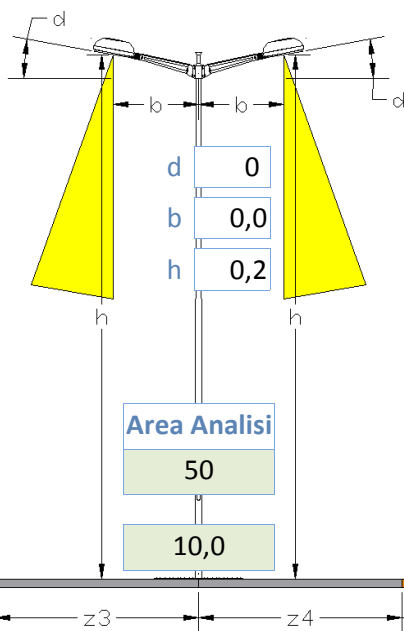 d
d
b b
d 0
b 0,0
h 0,2
h h
Area Analisi
50
10,0
z3 z4